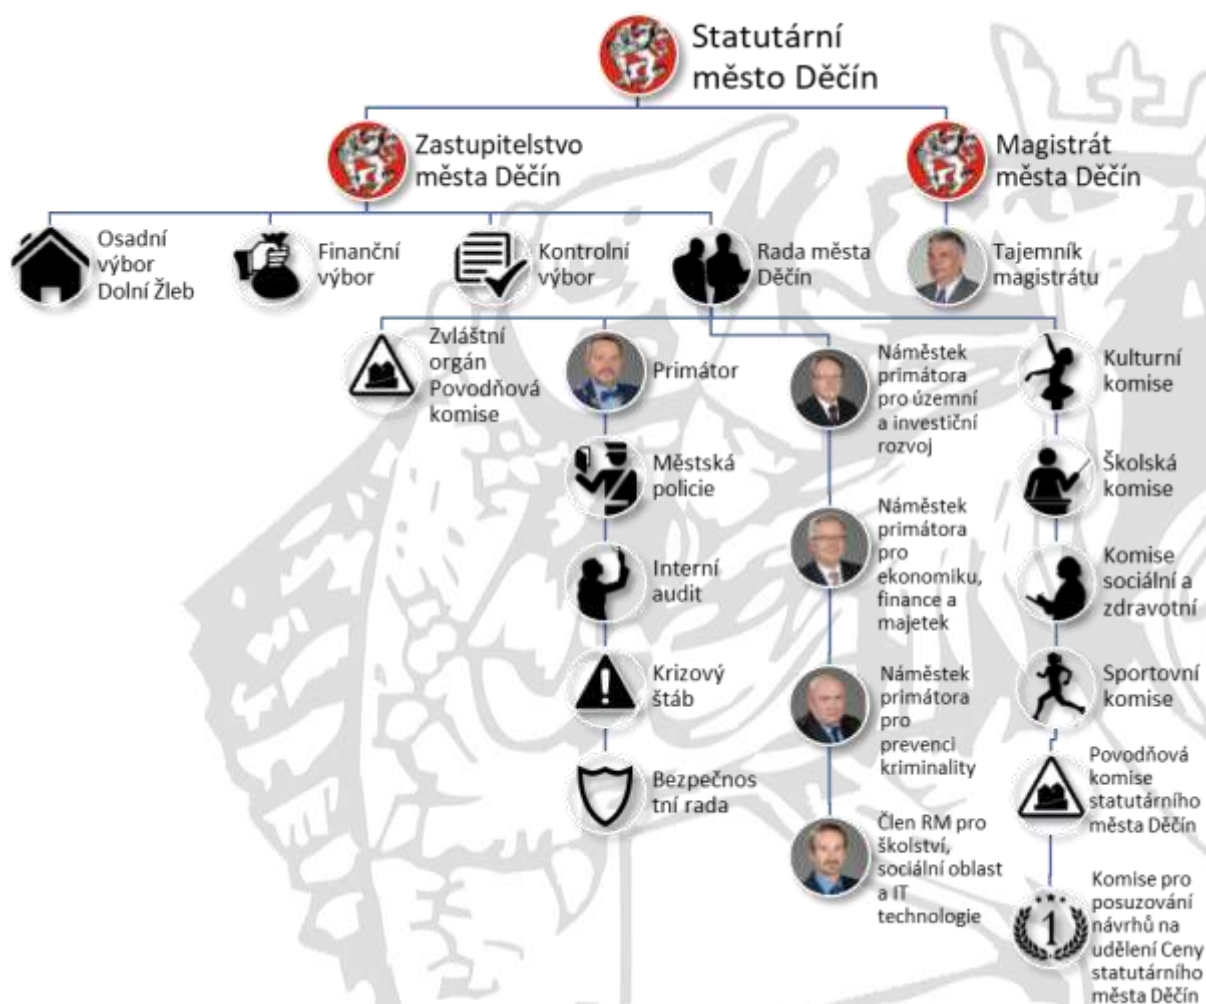 Statutární
město Děčín
Zastupitelstvo
města Děčín
Magistrát
města Děčín
Osadní
výbor
Dolní Žleb
Finanční
výbor
Kontrolní
výbor
Rada města
Děčín
Tajemník
magistrátu
Zvláštní
orgán
Povodňová
komise
Primátor
Náměstek
primátora
pro územní
a investiční
rozvoj
Kulturní
komise
Městská
policie
Školská
komise
Náměstek
primátora
pro
ekonomiku,
finance a
majetek
Interní
audit
Komise
sociální a
zdravotní
Krizový
štáb
Náměstek
primátora
pro
prevenci
kriminality
Sportovní
komise
Bezpečnos
tní rada
Povodňová
komise
statutárního
města Děčín
Člen RM pro
školství,
sociální oblast
a IT
technologie
1
Komise pro
posuzování
návrhů na
udělení Ceny
statutárního
města Děčín